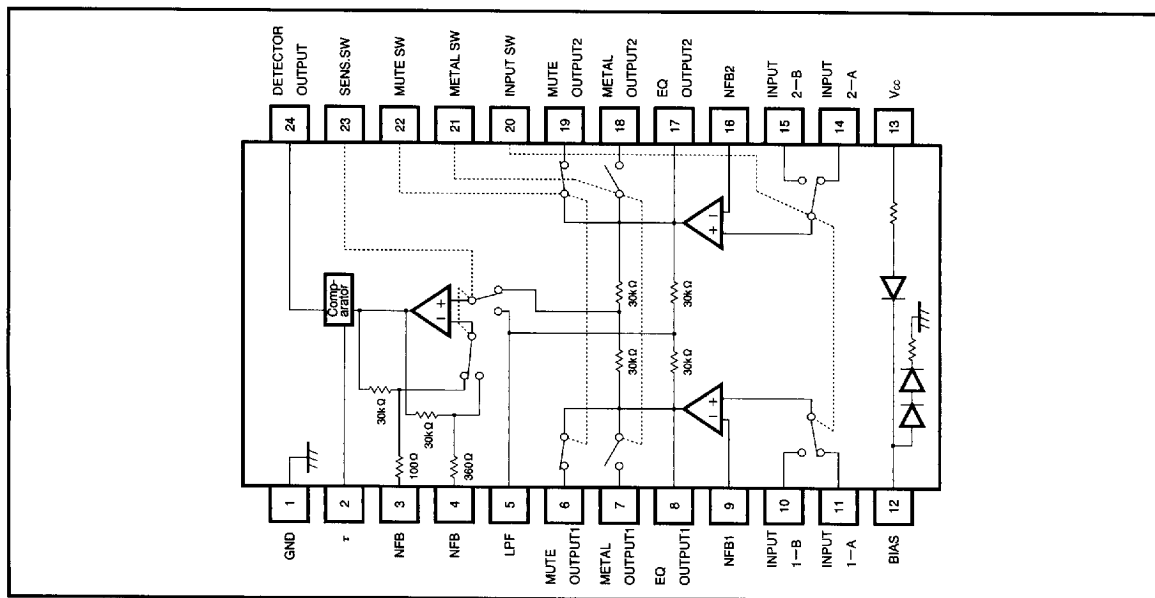 DETECTOR
OUTPUT
SENS.SW
MUTE SW
METAL SW
INPUT SW
MUTE
OUTPUT2
METAL
OUTPUT2
EQ
OUTPUT2
NFB2
INPUT
2—B
INPUT
2—A
Vcc
24
23
22
21
20
19
18
17
16
15
14
13
Comp-
arator
+
−
−
+
30kΩ
30kΩ
30kΩ
30kΩ
−
+
30kΩ
30kΩ
100Ω
360Ω
1
2
3
4
5
6
7
8
9
10
11
12
GND
τ
NFB
NFB
LPF
MUTE
OUTPUT1
METAL
OUTPUT1
EQ
OUTPUT1
NFB1
INPUT
1—B
INPUT
1—A
BIAS